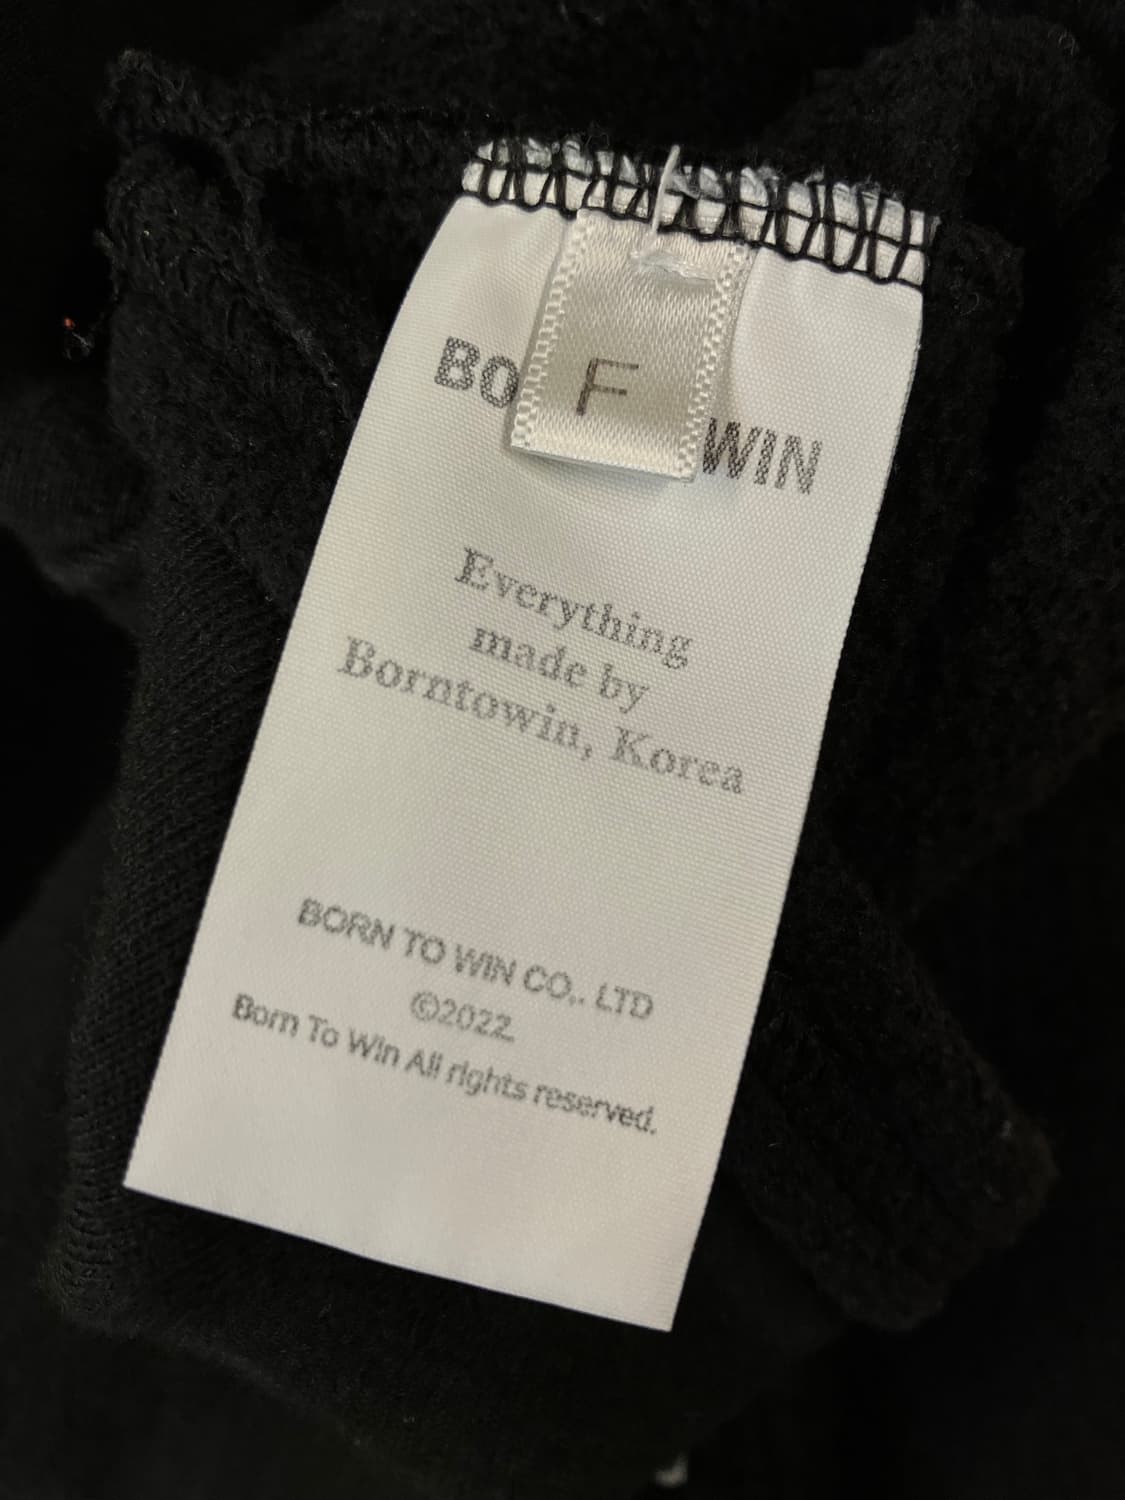 F
BO WIN
Everything
made by
Borntowin, Korea
BORN TO WIN CO,. LTD
©2022.
Born To Win All rights reserved.